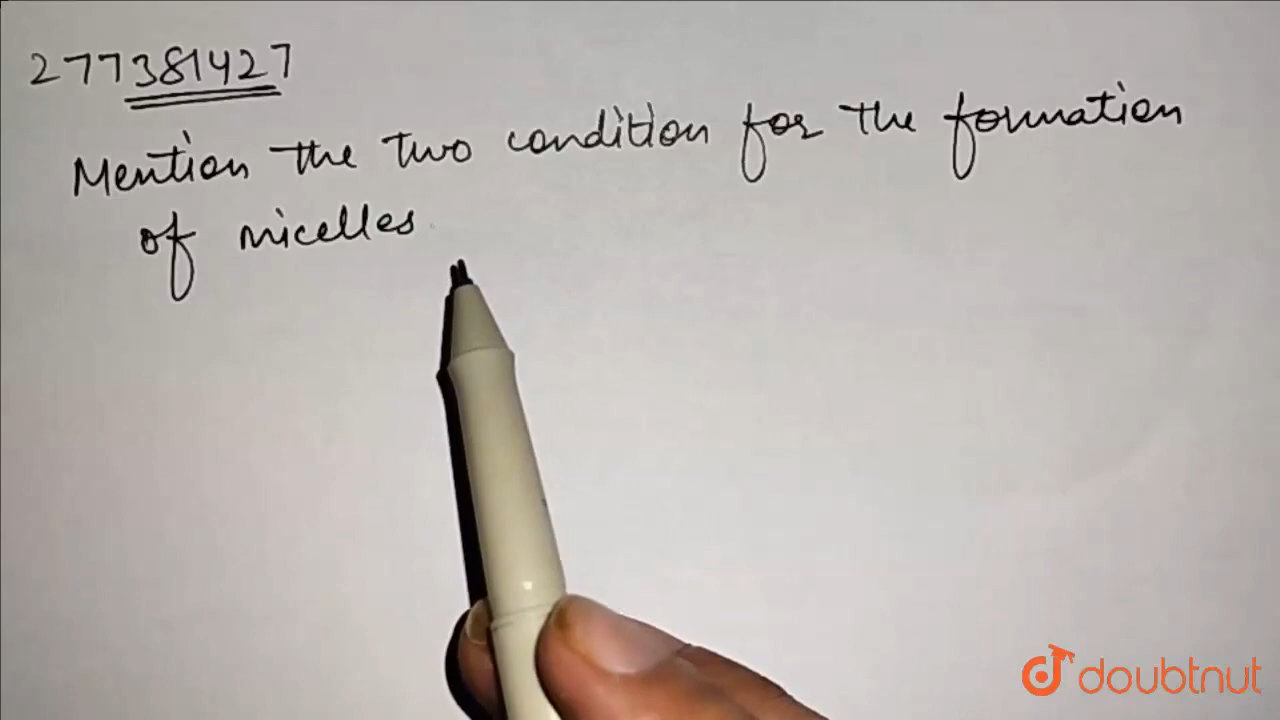 277381427
Mention the two condition for the formation
of micelles
doubtnut